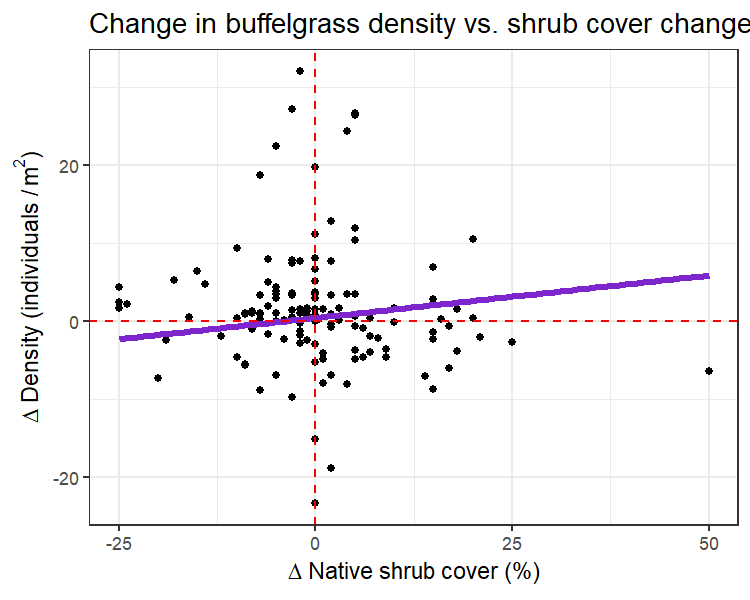 Change in buffelgrass density vs. shrub cover change
Δ Density (individuals / m²)
20
0
-20
-25
0
25
50
Δ Native shrub cover (%)